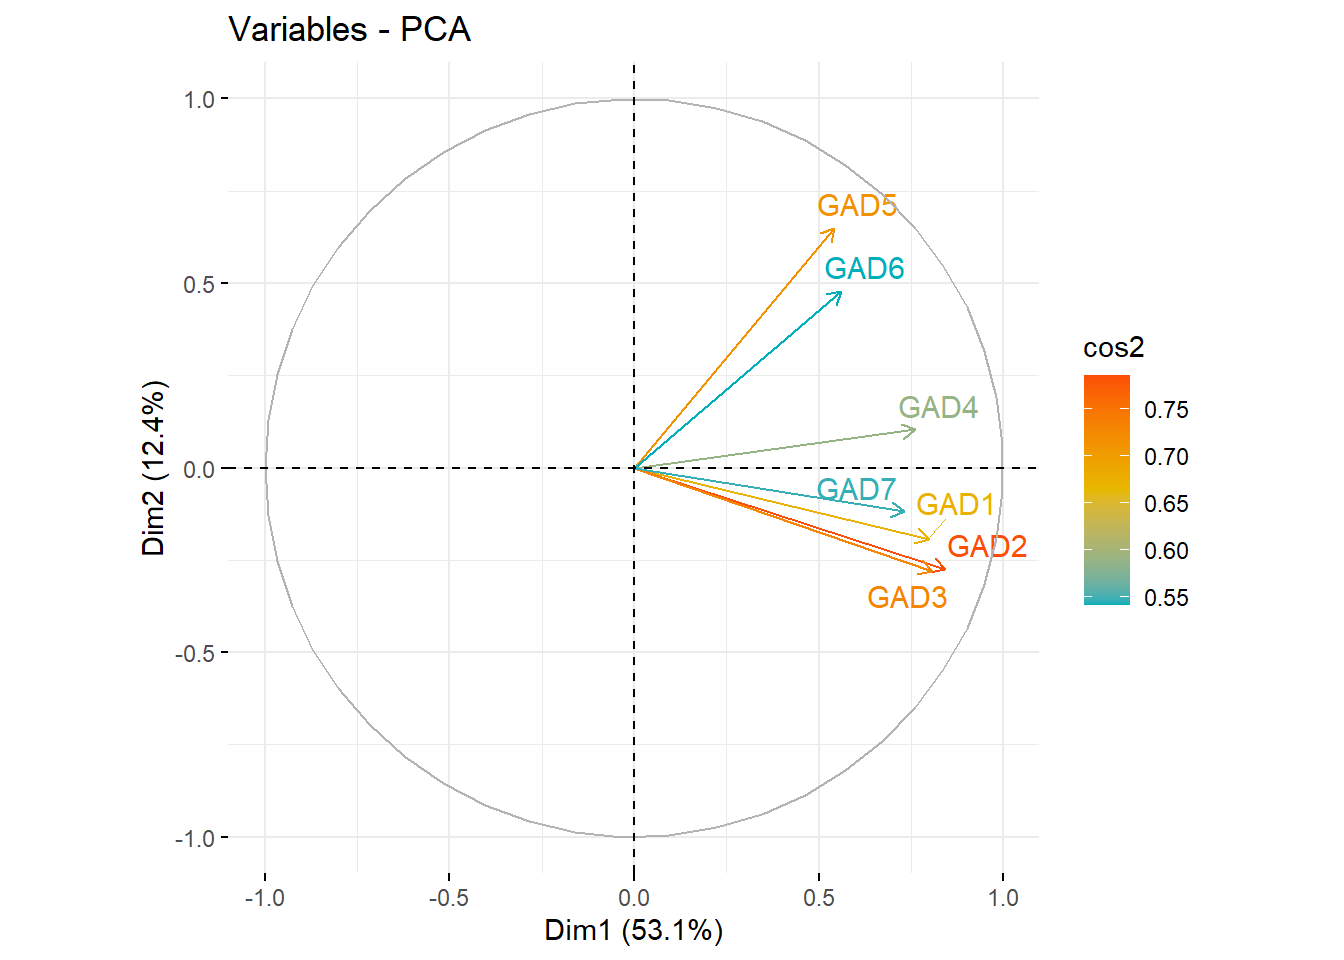 Variables - PCA
1.0
0.5
0.0
-0.5
-1.0
Dim2 (12.4%)
GAD5
GAD6
GAD4
GAD7
GAD1
GAD2
GAD3
-1.0
-0.5
0.0
0.5
1.0
Dim1 (53.1%)
cos2
0.75
0.70
0.65
0.60
0.55